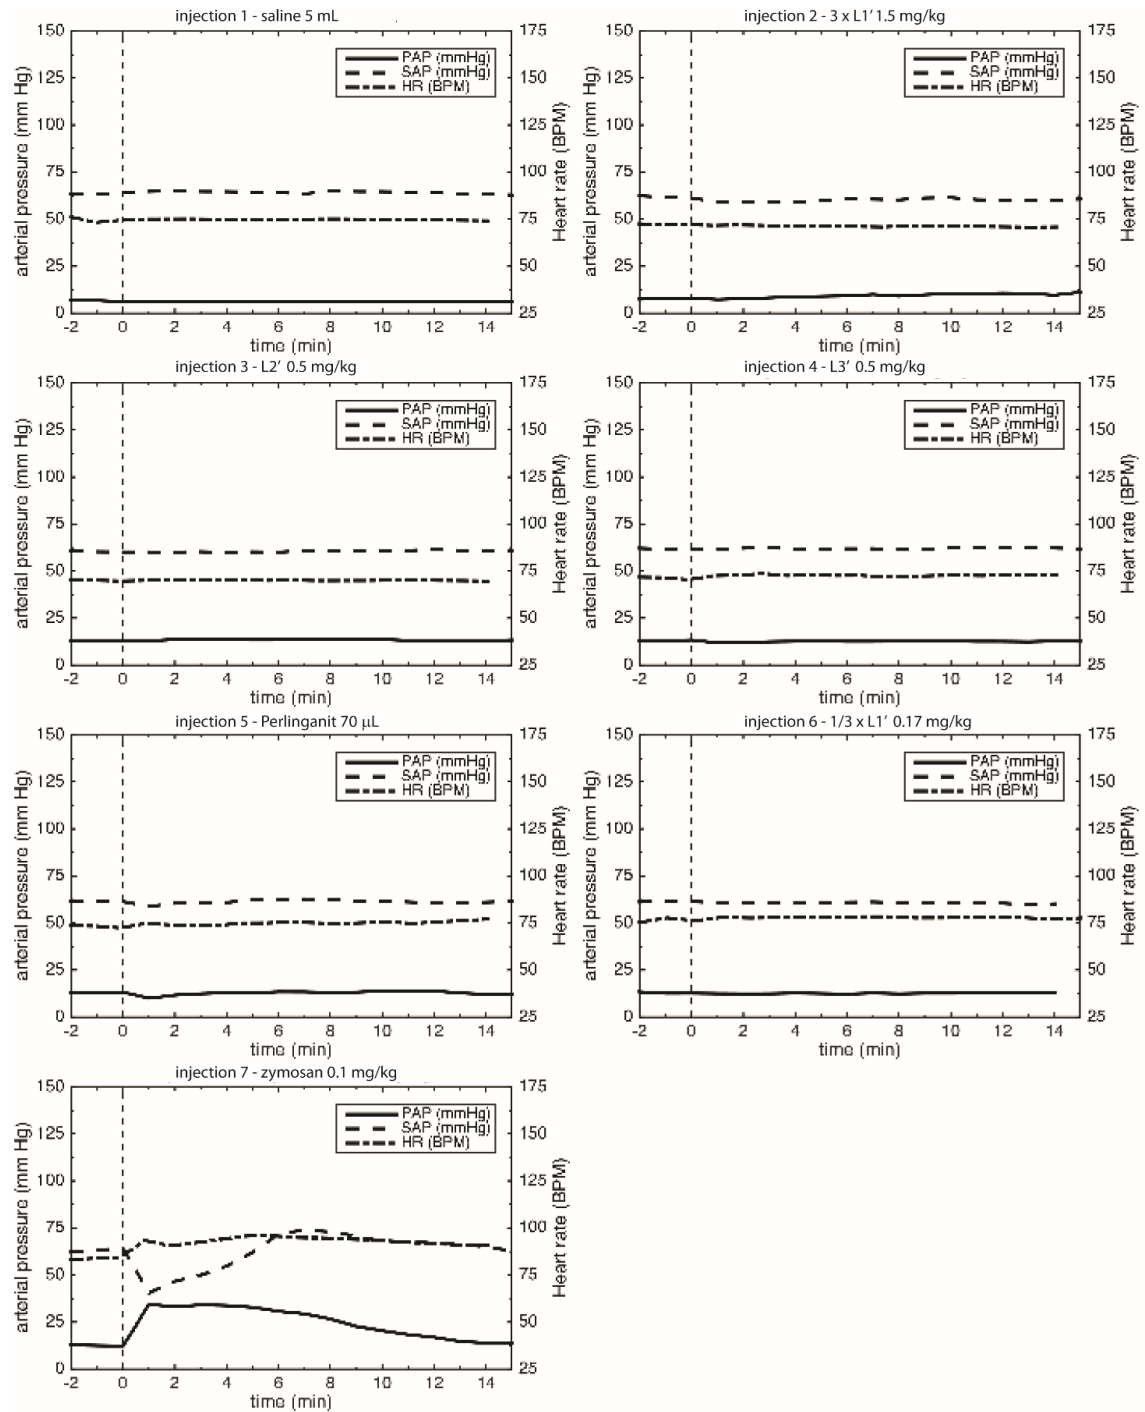 injection 1 - saline 5 mL
150
125
100
75
50
25
0
arterial pressure (mm Hg)
PAP (mmHg)
SAP (mmHg)
HR (BPM)
175
150
125
100
75
50
25
Heart rate (BPM)
-2 0 2 4 6 8 10 12 14
time (min)
injection 2 - 3 x L1′ 1.5 mg/kg
150
125
100
75
50
25
0
arterial pressure (mm Hg)
PAP (mmHg)
SAP (mmHg)
HR (BPM)
175
150
125
100
75
50
25
Heart rate (BPM)
-2 0 2 4 6 8 10 12 14
time (min)
injection 3 - L2′ 0.5 mg/kg
150
125
100
75
50
25
0
arterial pressure (mm Hg)
PAP (mmHg)
SAP (mmHg)
HR (BPM)
175
150
125
100
75
50
25
Heart rate (BPM)
-2 0 2 4 6 8 10 12 14
time (min)
injection 4 - L3′ 0.5 mg/kg
150
125
100
75
50
25
0
arterial pressure (mm Hg)
PAP (mmHg)
SAP (mmHg)
HR (BPM)
175
150
125
100
75
50
25
Heart rate (BPM)
-2 0 2 4 6 8 10 12 14
time (min)
injection 5 - Perlinganit 70 µL
150
125
100
75
50
25
0
arterial pressure (mm Hg)
PAP (mmHg)
SAP (mmHg)
HR (BPM)
175
150
125
100
75
50
25
Heart rate (BPM)
-2 0 2 4 6 8 10 12 14
time (min)
injection 6 - 1/3 x L1′ 0.17 mg/kg
150
125
100
75
50
25
0
arterial pressure (mm Hg)
PAP (mmHg)
SAP (mmHg)
HR (BPM)
175
150
125
100
75
50
25
Heart rate (BPM)
-2 0 2 4 6 8 10 12 14
time (min)
injection 7 - zymosan 0.1 mg/kg
150
125
100
75
50
25
0
arterial pressure (mm Hg)
PAP (mmHg)
SAP (mmHg)
HR (BPM)
175
150
125
100
75
50
25
Heart rate (BPM)
-2 0 2 4 6 8 10 12 14
time (min)